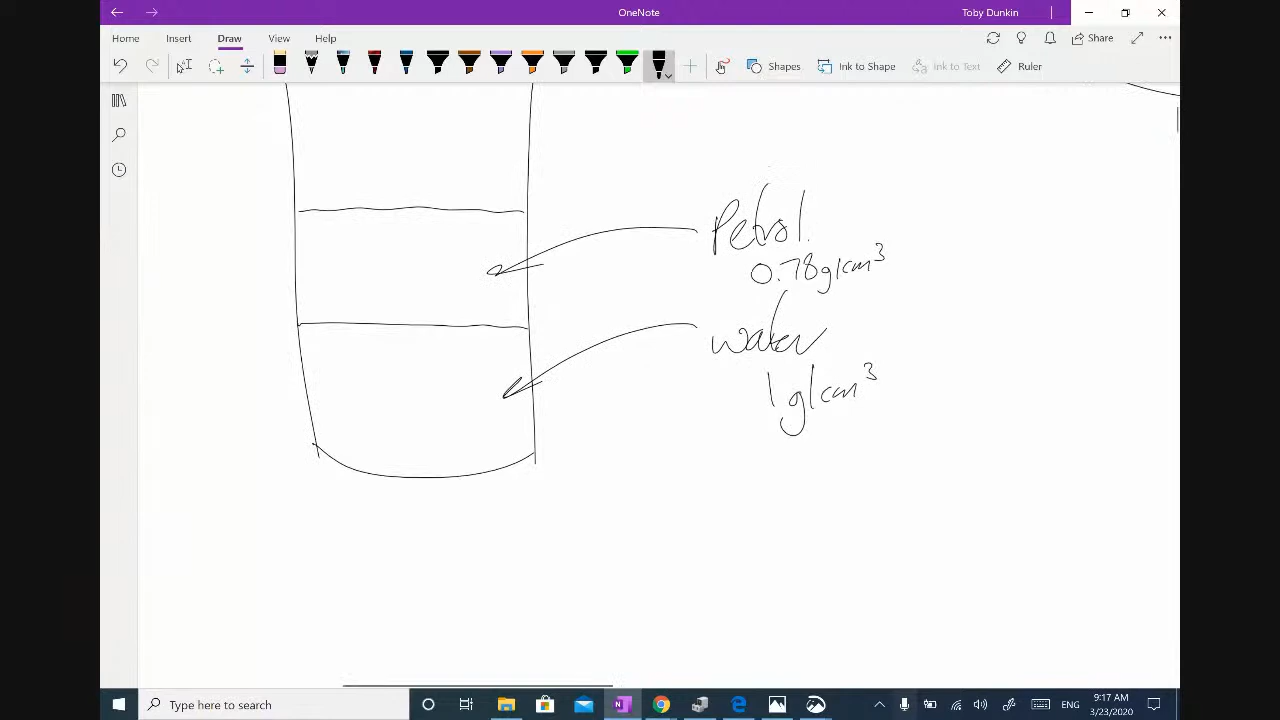 OneNote
Toby Dunkin
Home Insert Draw View Help
Share
Shapes Ink to Shape Ink to Text Ruler
Petrol
0.78g/cm³
water
1g/cm³
Type here to search
ENG
9:17 AM
3/23/2020